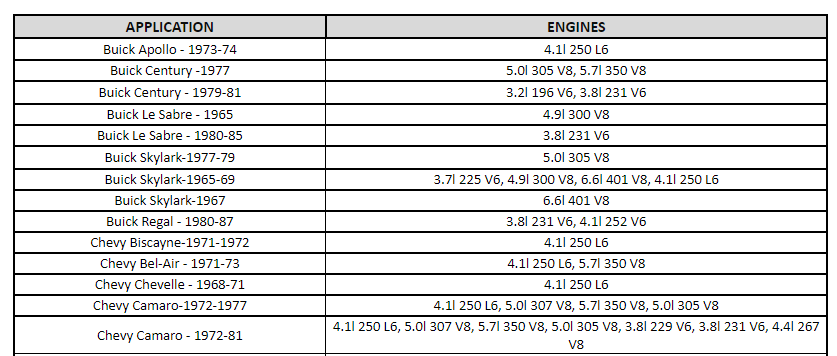 APPLICATION ENGINES
Buick Apollo - 1973-74 4.1l 250 L6
Buick Century -1977 5.0l 305 V8, 5.7l 350 V8
Buick Century - 1979-81 3.2l 196 V6, 3.8l 231 V6
Buick Le Sabre - 1965 4.9l 300 V8
Buick Le Sabre - 1980-85 3.8l 231 V6
Buick Skylark-1977-79 5.0l 305 V8
Buick Skylark-1965-69 3.7l 225 V6, 4.9l 300 V8, 6.6l 401 V8, 4.1l 250 L6
Buick Skylark-1967 6.6l 401 V8
Buick Regal - 1980-87 3.8l 231 V6, 4.1l 252 V6
Chevy Biscayne-1971-1972 4.1l 250 L6
Chevy Bel-Air - 1971-73 4.1l 250 L6, 5.7l 350 V8
Chevy Chevelle - 1968-71 4.1l 250 L6
Chevy Camaro-1972-1977 4.1l 250 L6, 5.0l 307 V8, 5.7l 350 V8, 5.0l 305 V8
Chevy Camaro - 1972-81 4.1l 250 L6, 5.0l 307 V8, 5.7l 350 V8, 5.0l 305 V8, 3.8l 229 V6, 3.8l 231 V6, 4.4l 267
V8